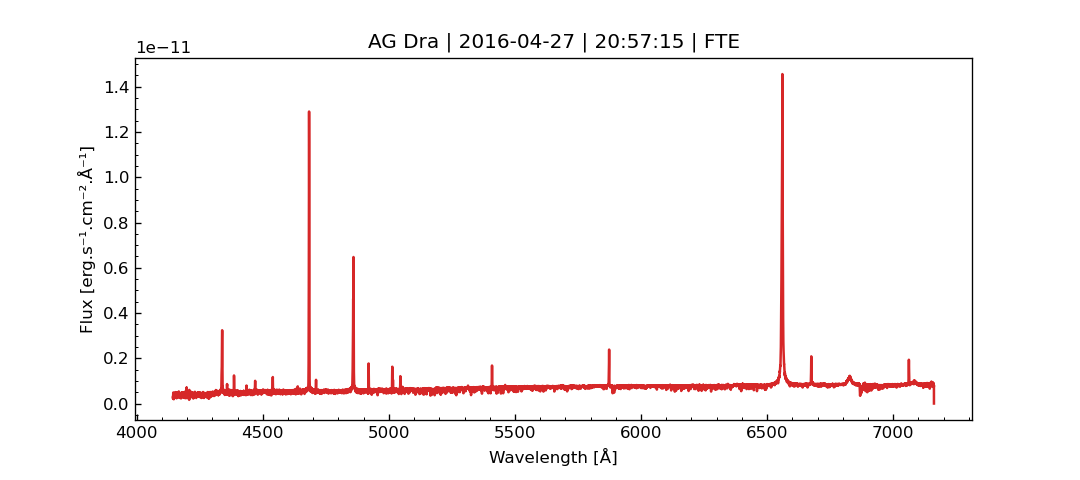 AG Dra | 2016-04-27 | 20:57:15 | FTE
1e−11
1.4
1.2
1.0
0.8
0.6
0.4
0.2
0.0
Flux [erg.s⁻¹.cm⁻².Å⁻¹]
4000 4500 5000 5500 6000 6500 7000
Wavelength [Å]